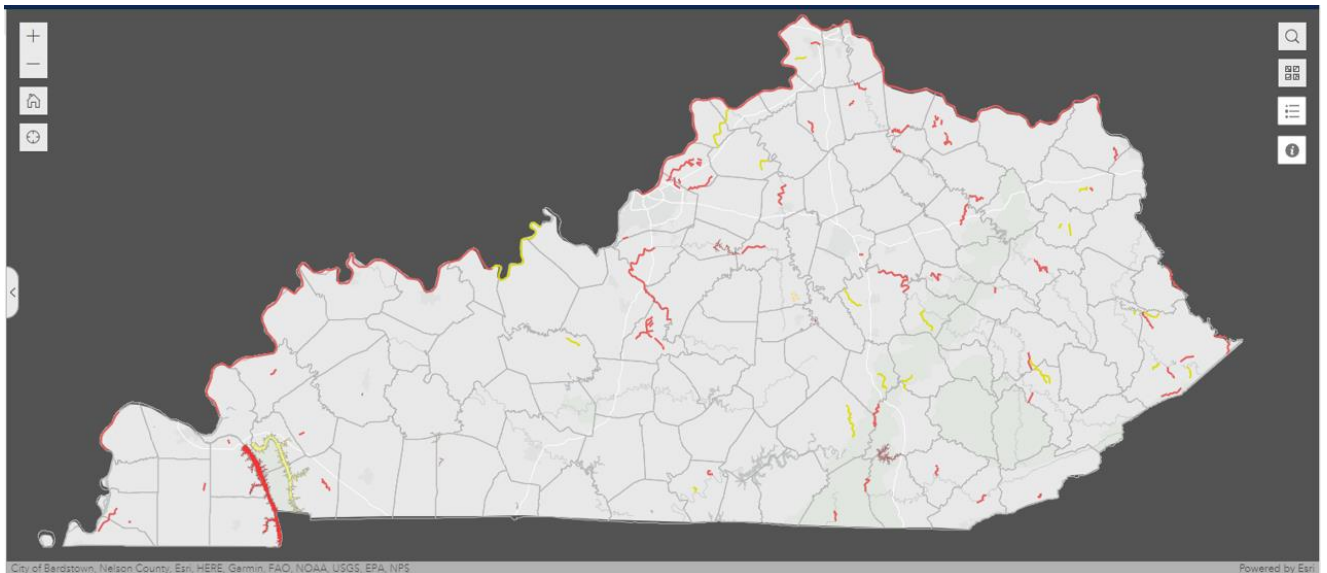 City of Bardstown, Nelson County, Esri, HERE, Garmin, FAO, NOAA, USGS, EPA, NPS
Powered by Esri